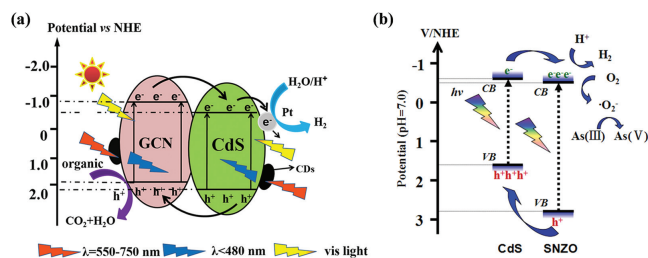 (a)
Potential vs NHE
-2.0
-1.0
0
1.0
2.0
e- e- e-
e- e- e-
H2O/H+
Pt
e-
H2
GCN
CdS
CDs
organic
h+
h+ h+ h+
h+ h+ h+
CO2+H2O
λ=550-750 nm
λ<480 nm
vis light
(b)
V/NHE
Potential (pH=7.0)
-1
0
1
2
3
hν
e-
CB
e-e-e-
CB
H+
H2
O2
·O2-
As(III)
As(V)
VB
h+h+h+
VB
h+
CdS
SNZO